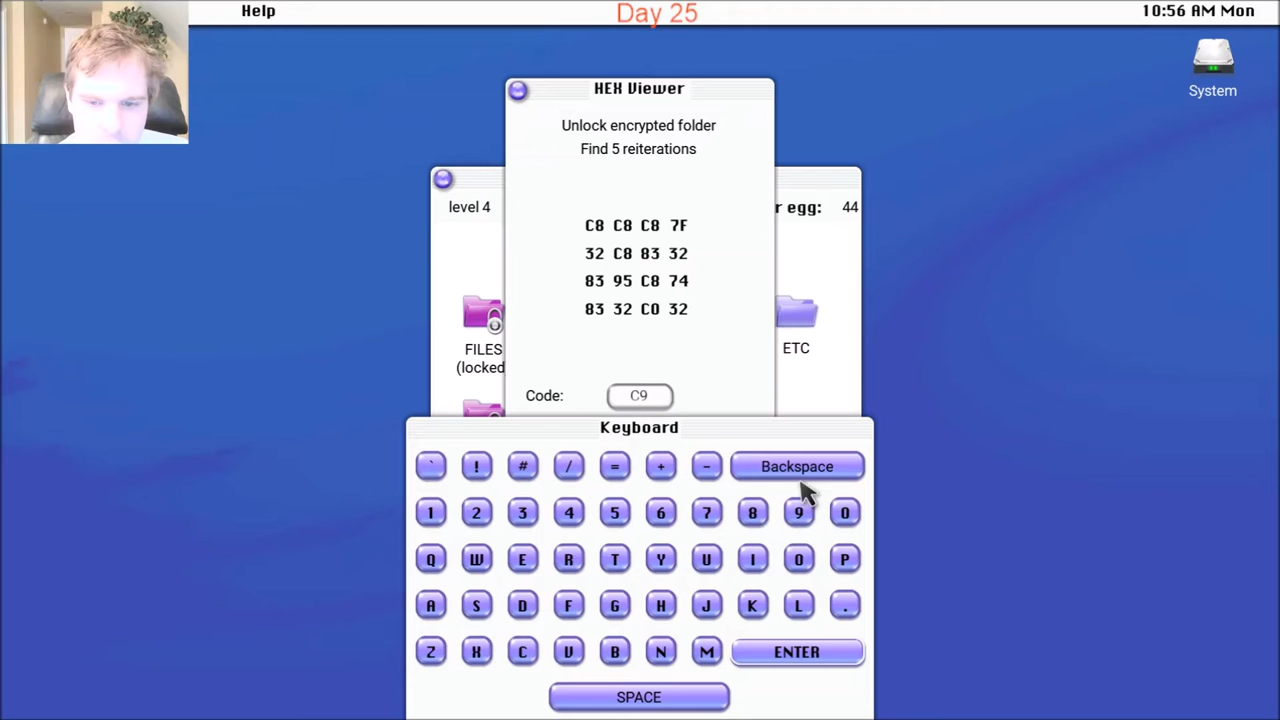 Help
Day 25
10:56 AM Mon
System
HEX Viewer
Unlock encrypted folder
Find 5 reiterations
level 4
r egg: 44
C8 C8 C8 7F
32 C8 83 32
83 95 C8 74
83 32 C0 32
FILES
(locked
ETC
Code: C9
Keyboard
` ! # / = + - Backspace
1 2 3 4 5 6 7 8 9 0
Q W E R T Y U I O P
A S D F G H J K L .
Z X C V B N M ENTER
SPACE